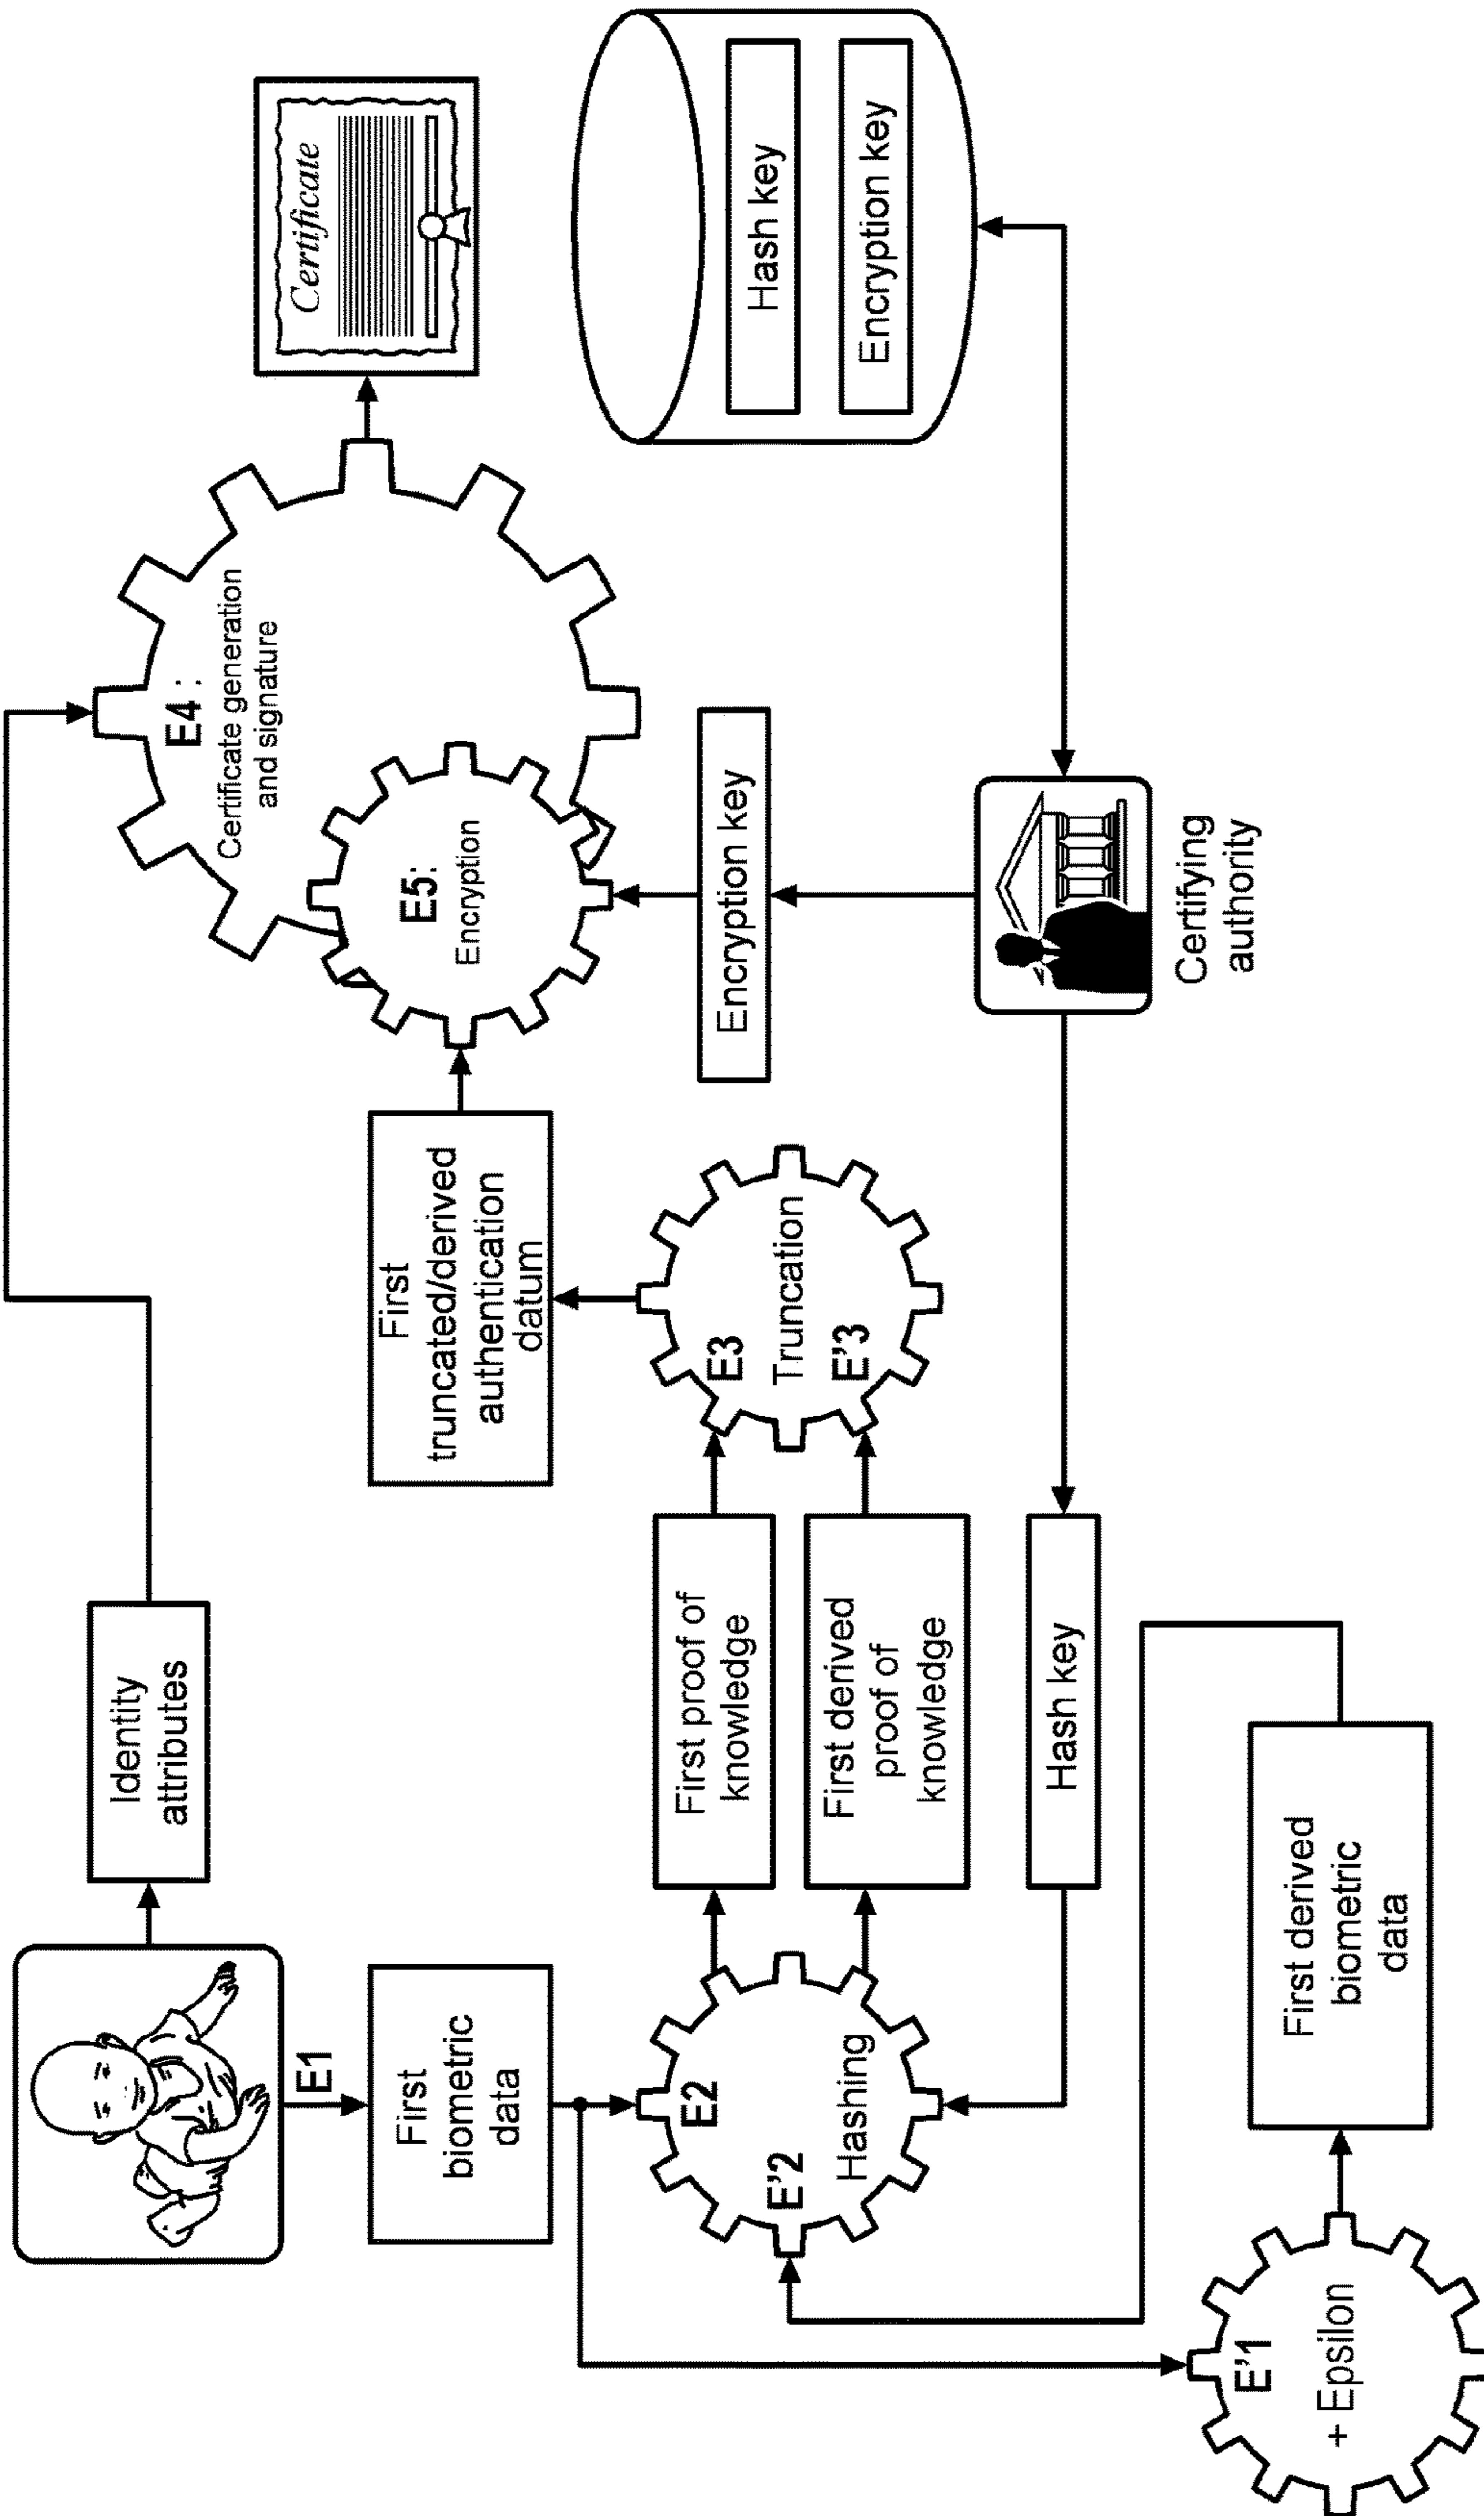 Identity
attributes
E1
First
biometric
data
E2
E'2
Hashing
First proof of
knowledge
First derived
proof of
knowledge
Hash key
E'1
+ Epsilon
First derived
biometric
data
E3
Truncation
E'3
First
truncated/derived
authentication
datum
E4 :
Certificate generation
and signature
E5:
Encryption
Encryption key
Certifying
authority
Certificate
Hash key
Encryption key